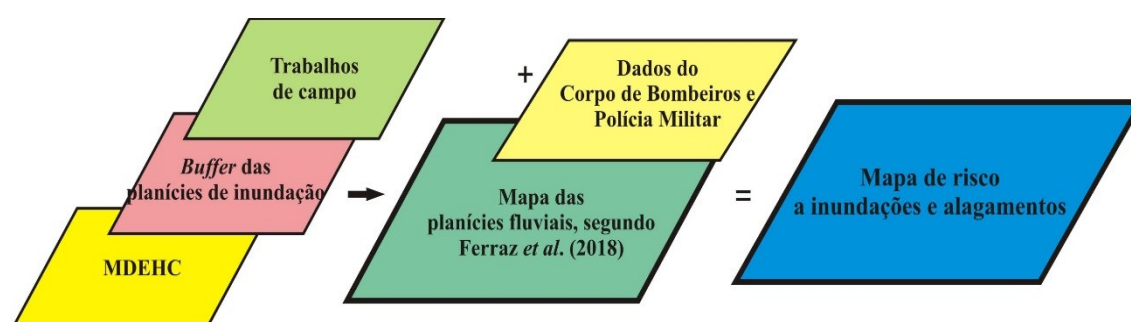 Trabalhos
de campo
Buffer das
planícies de inundação
MDEHC
+
Dados do
Corpo de Bombeiros e
Polícia Militar
Mapa das
planícies fluviais, segundo
Ferraz et al. (2018)
=
Mapa de risco
a inundações e alagamentos